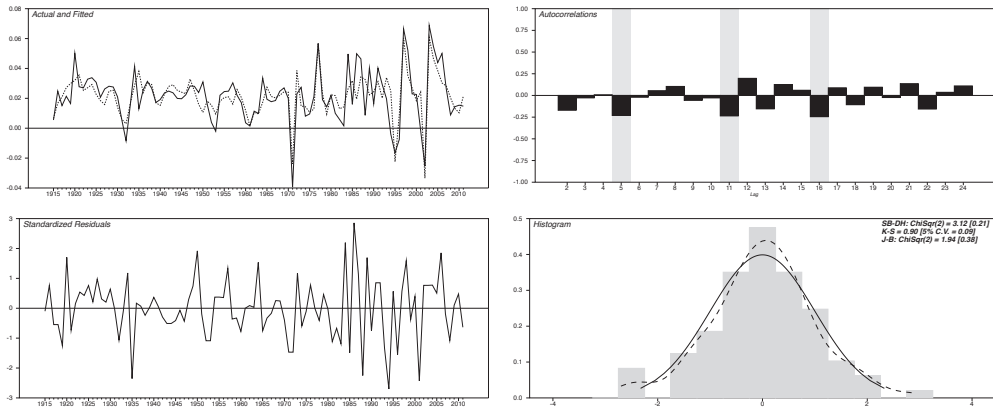 Actual and Fitted
0.08
0.06
0.04
0.02
0.00
-0.02
-0.04
1915 1920 1925 1930 1935 1940 1945 1950 1955 1960 1965 1970 1975 1980 1985 1990 1995 2000 2005 2010
Autocorrelations
1.00
0.75
0.50
0.25
0.00
-0.25
-0.50
-0.75
-1.00
2 3 4 5 6 7 8 9 10 11 12 13 14 15 16 17 18 19 20 21 22 23 24
Lag
Standardized Residuals
3
2
1
0
-1
-2
-3
1915 1920 1925 1930 1935 1940 1945 1950 1955 1960 1965 1970 1975 1980 1985 1990 1995 2000 2005 2010
Histogram
SB-DH: ChiSqr(2) = 3.12 [0.21]
K-S = 0.90 [5% C.V. = 0.09]
J-B: ChiSqr(2) = 1.94 [0.38]
0.5
0.4
0.3
0.2
0.1
0.0
-4 -2 0 2 4